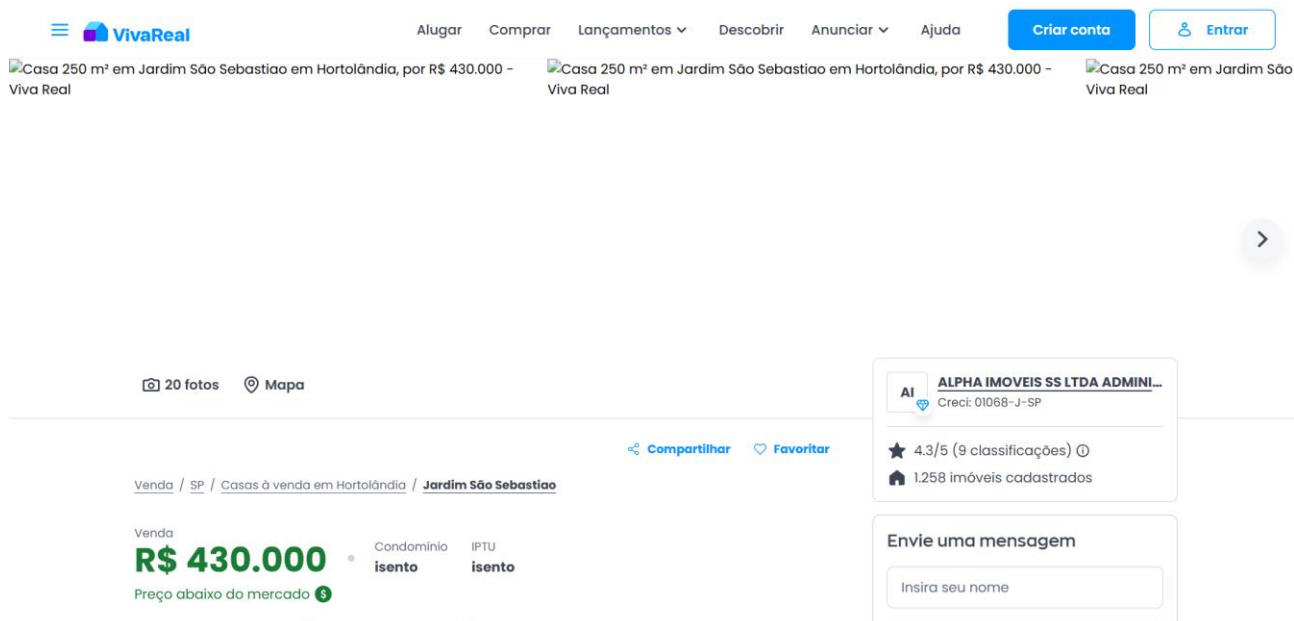 VivaReal
Alugar
Comprar
Lançamentos
Descobrir
Anunciar
Ajuda
Criar conta
Entrar
Casa 250 m² em Jardim São Sebastiao em Hortolândia, por R$ 430.000 -
Viva Real
Casa 250 m² em Jardim São Sebastiao em Hortolândia, por R$ 430.000 -
Viva Real
Casa 250 m² em Jardim São
Viva Real
20 fotos
Mapa
AI
ALPHA IMOVEIS SS LTDA ADMINI...
Creci: 01068-J-SP
4.3/5 (9 classificações)
1.258 imóveis cadastrados
Compartilhar
Favoritar
Venda / SP / Casas à venda em Hortolândia / Jardim São Sebastiao
Venda
R$ 430.000
Condomínio
isento
IPTU
isento
Preço abaixo do mercado
Envie uma mensagem
Insira seu nome